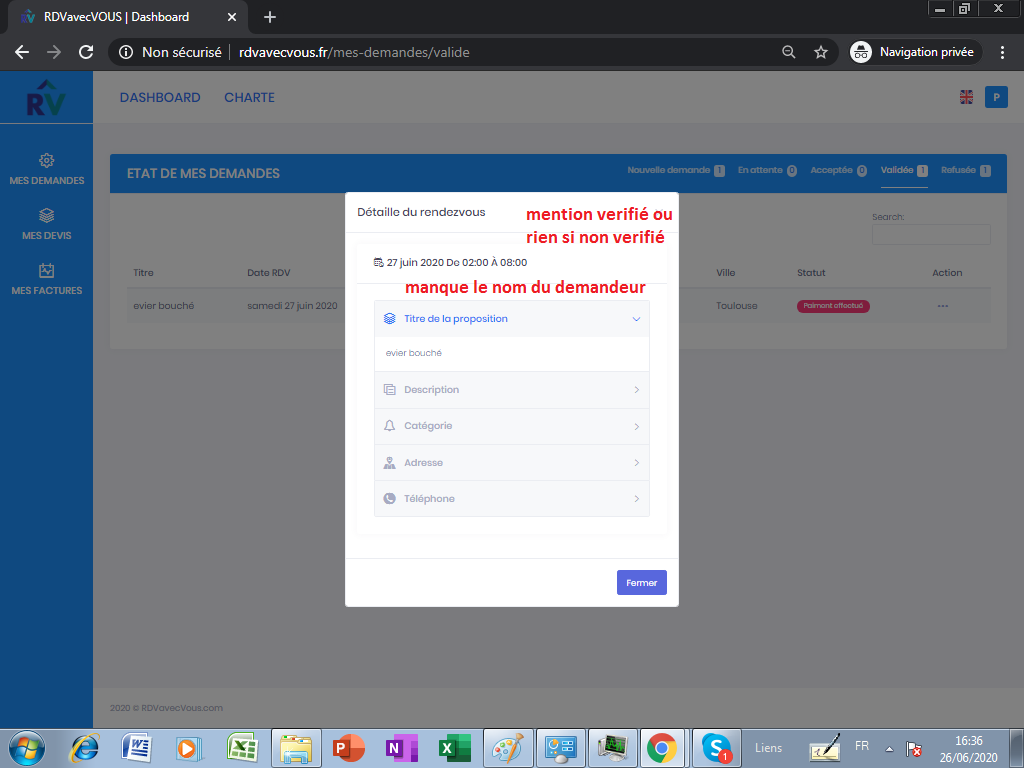 RDVavecVOUS | Dashboard
Non sécurisé
rdvavecvous.fr/mes-demandes/valide
Navigation privée
RV
DASHBOARD
CHARTE
P
MES DEMANDES
MES DEVIS
MES FACTURES
ETAT DE MES DEMANDES
Nouvelle demande 1
En attente 0
Acceptée 0
Validée 1
Refusée 1
Search:
Titre
Date RDV
Ville
Statut
Action
evier bouché
samedi 27 juin 2020
Toulouse
Paiment effectué
Détaille du rendezvous
mention verifié ou
rien si non verifié
27 juin 2020 De 02:00 À 08:00
manque le nom du demandeur
Titre de la proposition
evier bouché
Description
Catégorie
Adresse
Téléphone
Fermer
2020 © RDVavecVous.com
Liens
FR
16:36
26/06/2020